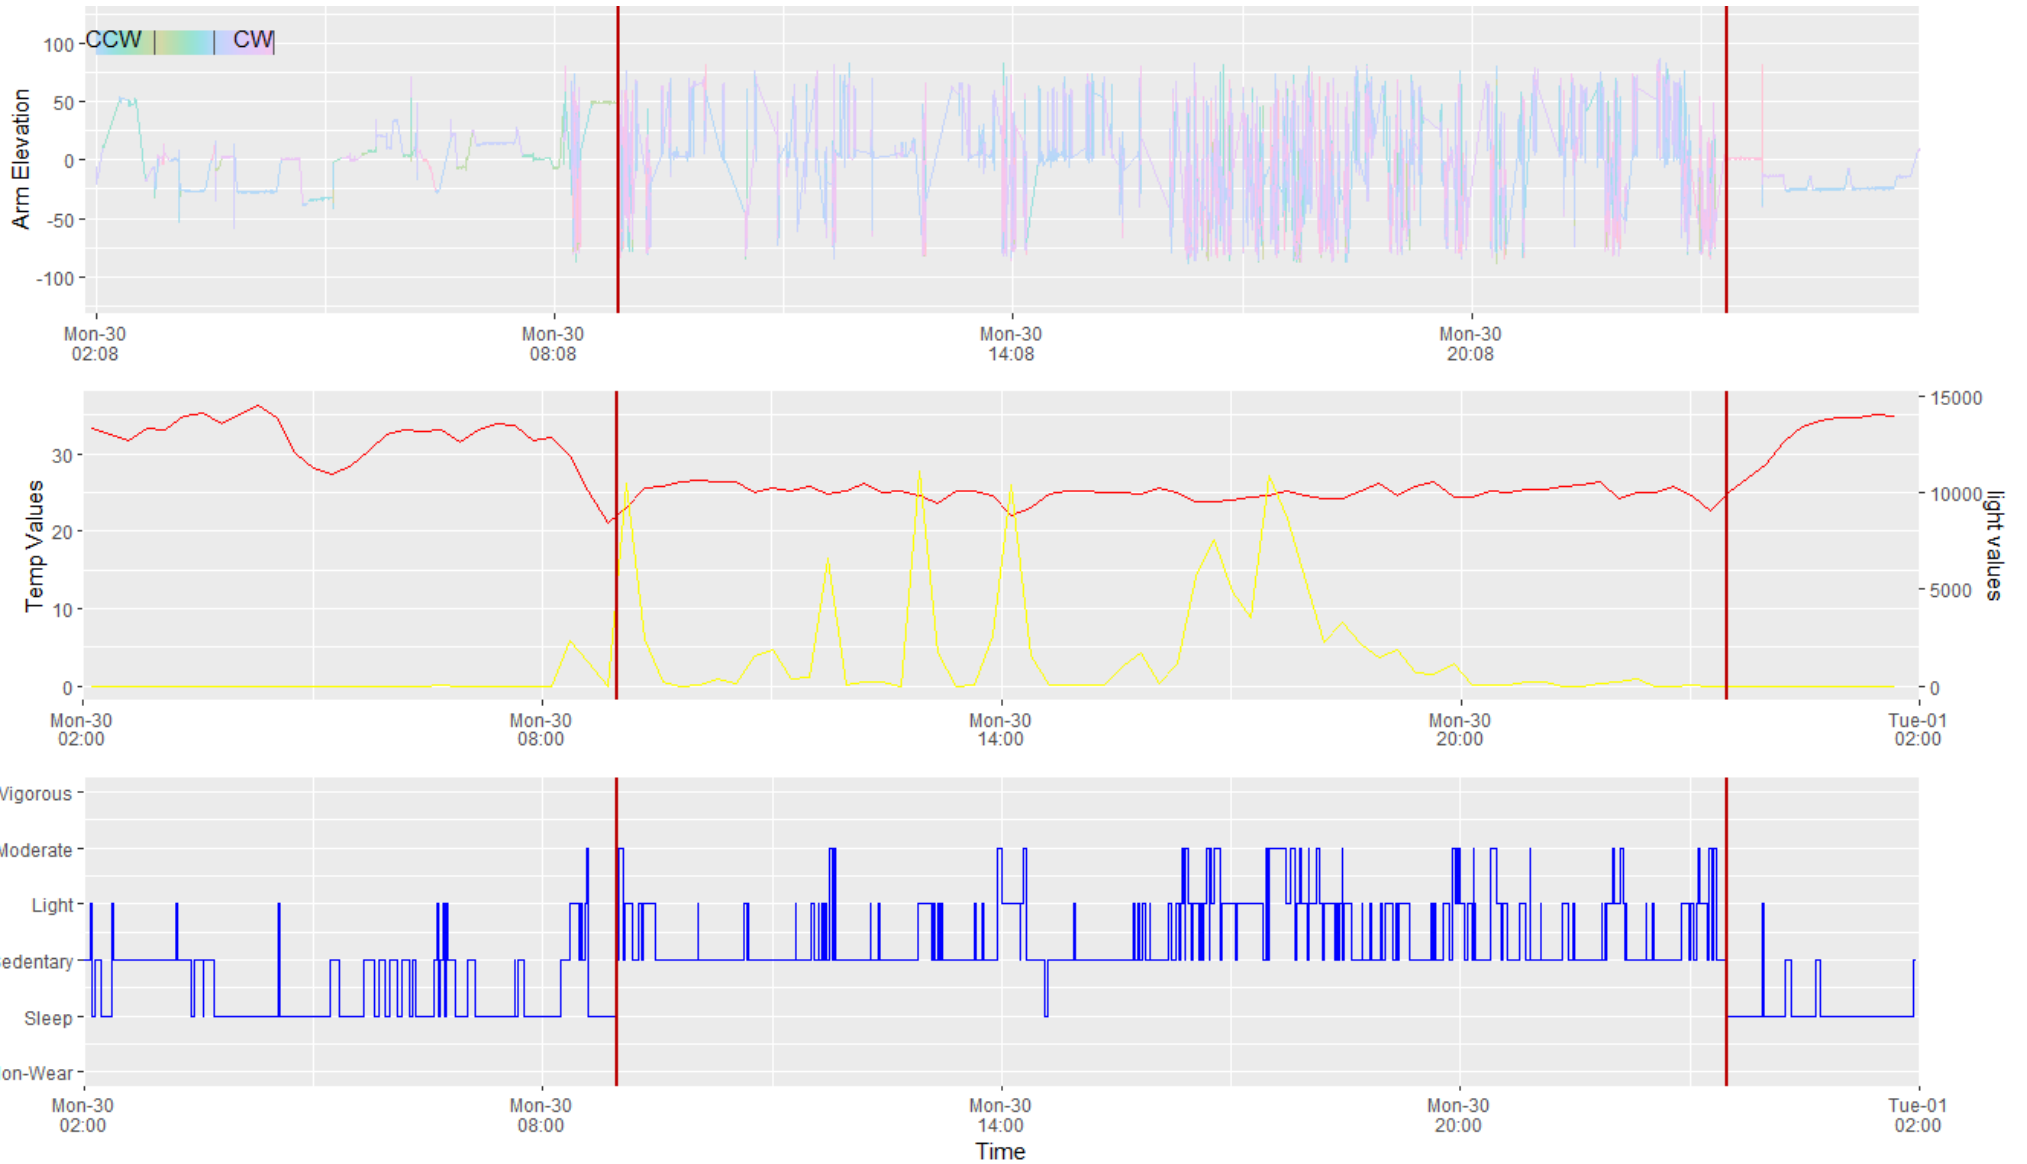 CCW | | CW|
100
50
0
-50
-100
Arm Elevation
Mon-30 Mon-30 Mon-30 Mon-30
02:08 08:08 14:08 20:08
30
20
10
0
Temp Values
15000
10000
5000
0
light values
Mon-30 Mon-30 Mon-30 Mon-30 Tue-01
02:00 08:00 14:00 20:00 02:00
Vigorous
Moderate
Light
edentary
Sleep
on-Wear
Mon-30 Mon-30 Mon-30 Mon-30 Tue-01
02:00 08:00 14:00 20:00 02:00
Time